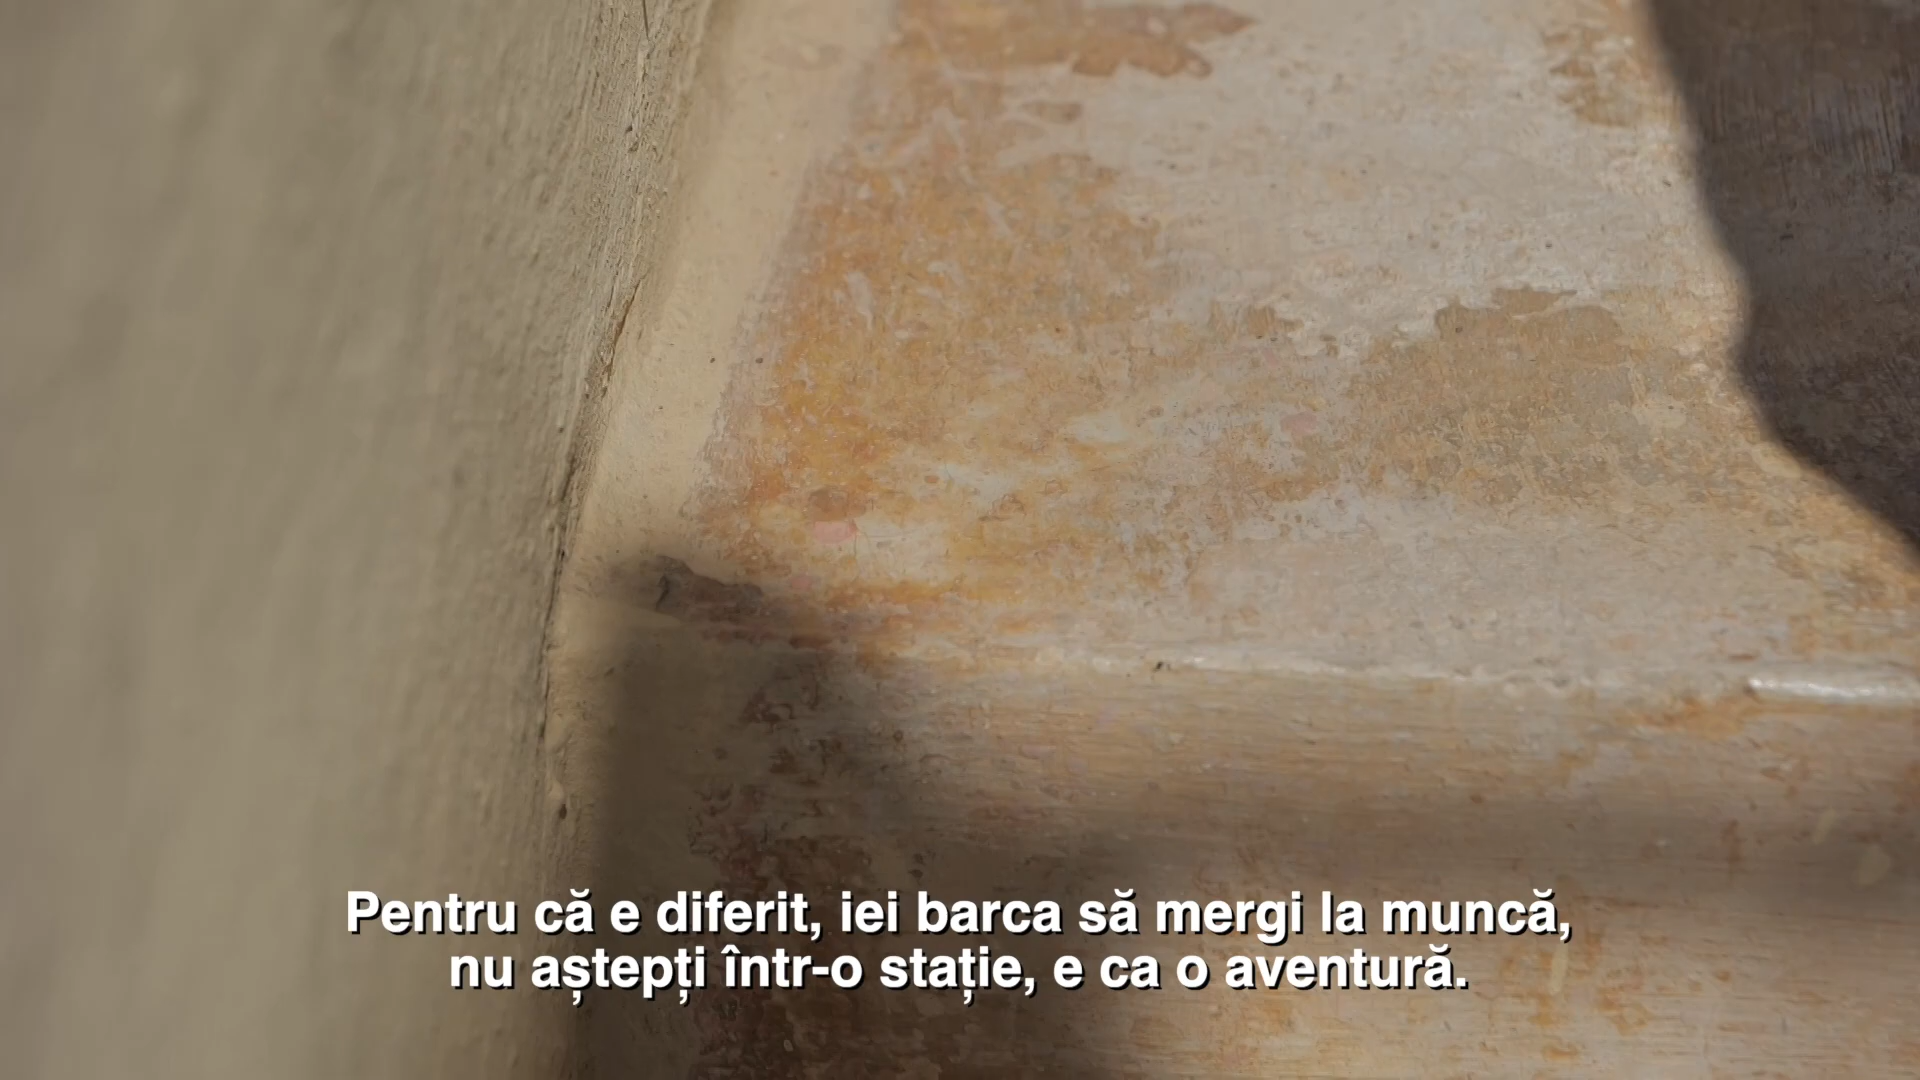 Pentru că e diferit, iei barca să mergi la muncă,
nu aștepți într-o stație, e ca o aventură.